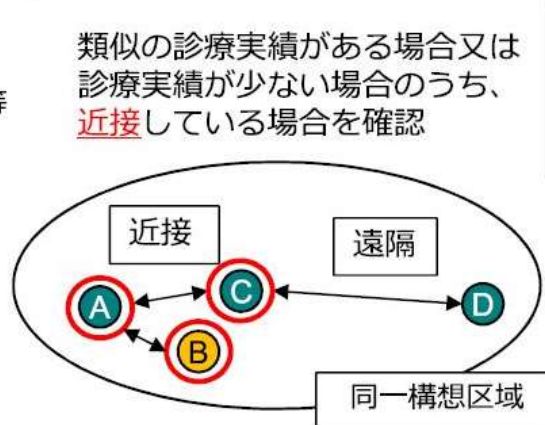 類似の診療実績がある場合又は
診療実績が少ない場合のうち、
等
近接している場合を確認
近接
遠隔
A
C
D
B
同一構想区域